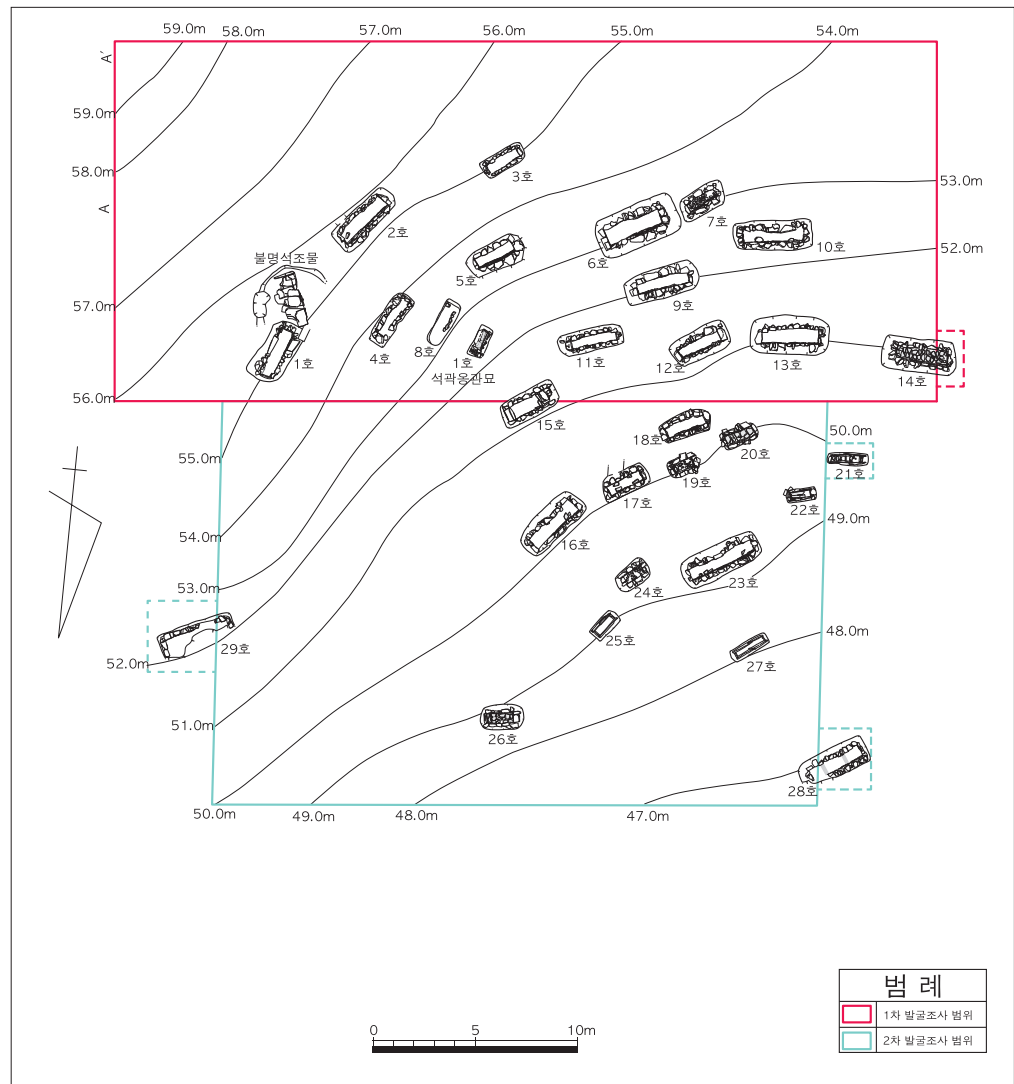 59.0m
58.0m
57.0m
56.0m
55.0m
54.0m
A'
59.0m
58.0m
A
57.0m
56.0m
53.0m
52.0m
3호
2호
불명석조물
7호
6호
10호
5호
9호
4호
8호
1호
석곽옹관묘
1호
11호
12호
13호
14호
15호
18호
20호
50.0m
21호
19호
17호
22호
49.0m
16호
23호
24호
55.0m
54.0m
53.0m
29호
52.0m
25호
48.0m
27호
51.0m
26호
28호
50.0m
49.0m
48.0m
47.0m
범 례
1차 발굴조사 범위
2차 발굴조사 범위
0 5 10m